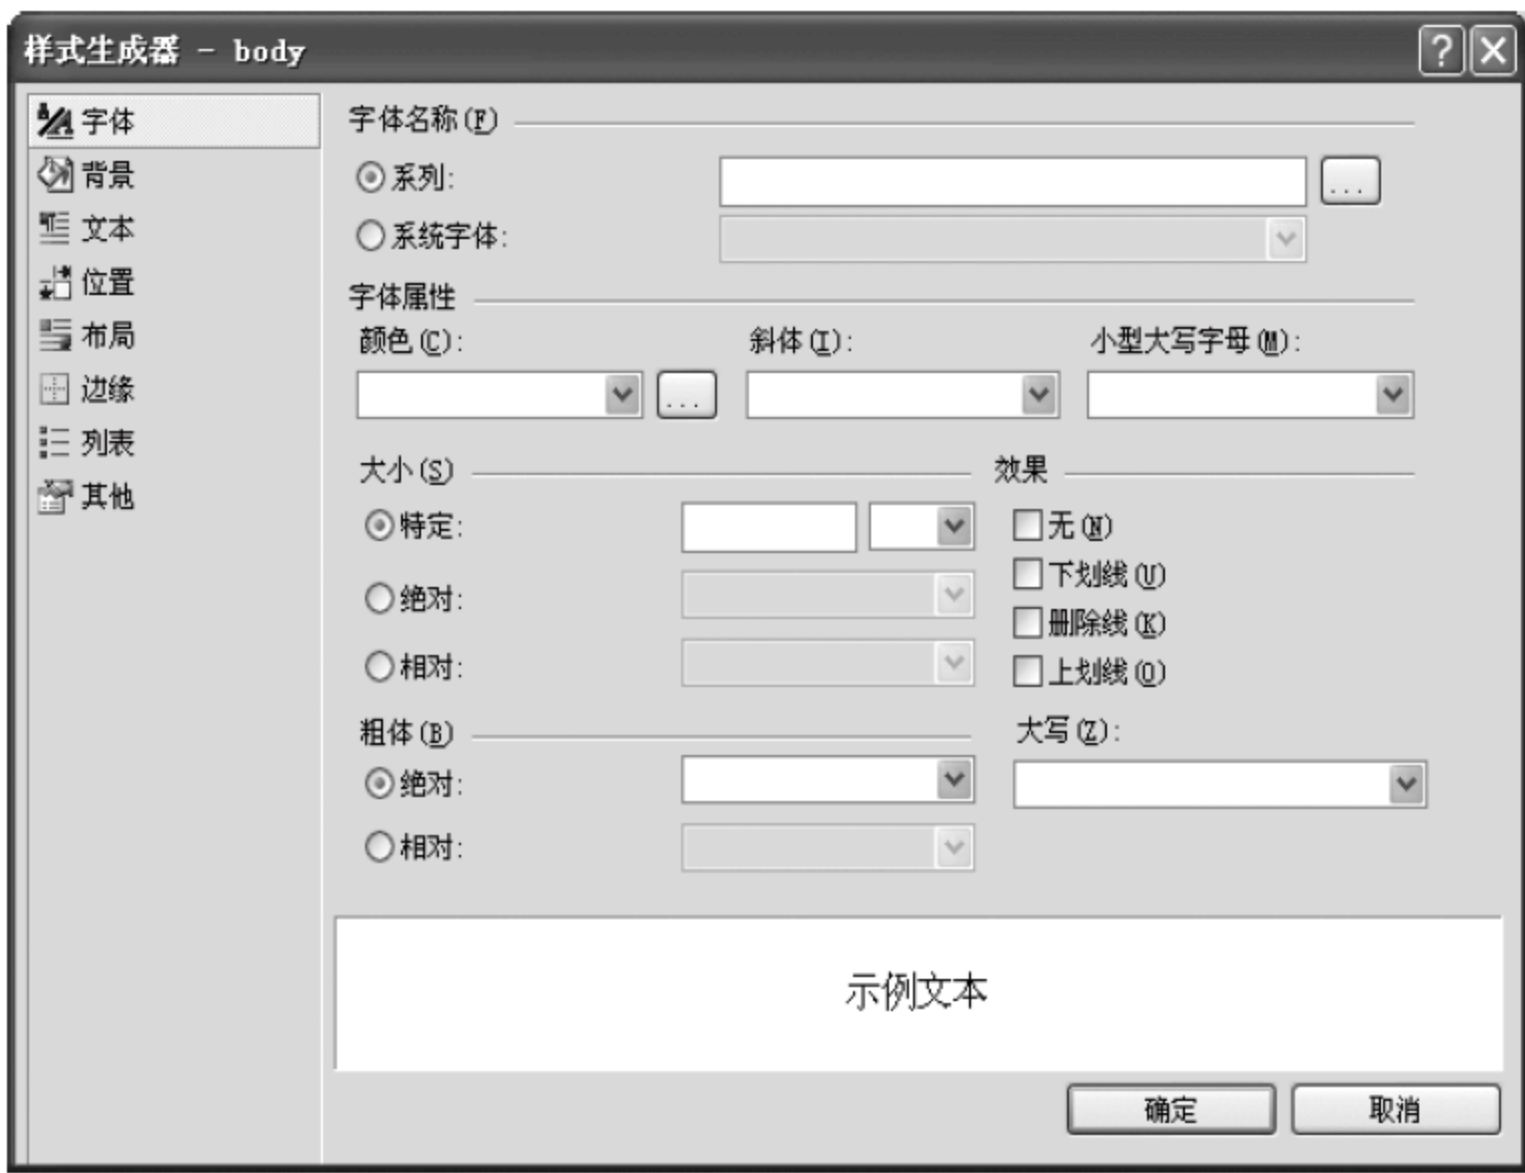 样式生成器 - body
字体
背景
文本
位置
布局
边缘
列表
其他
字体名称(F)
系列:
...
系统字体:
字体属性
颜色(C):
斜体(I):
小型大写字母(M):
...
大小(S)
特定:
绝对:
相对:
效果
无(N)
下划线(U)
删除线(K)
上划线(O)
粗体(B)
绝对:
相对:
大写(Z):
示例文本
确定
取消